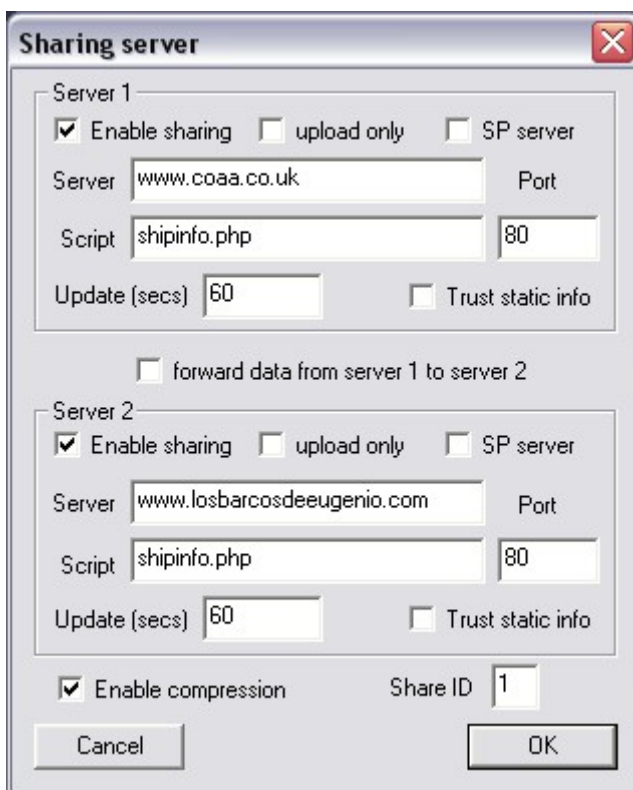 Sharing server
Server 1
Enable sharing upload only SP server
Server www.coaa.co.uk Port
Script shipinfo.php 80
Update (secs) 60 Trust static info
forward data from server 1 to server 2
Server 2
Enable sharing upload only SP server
Server www.losbarcosdeeugenio.com Port
Script shipinfo.php 80
Update (secs) 60 Trust static info
Enable compression Share ID 1
Cancel OK